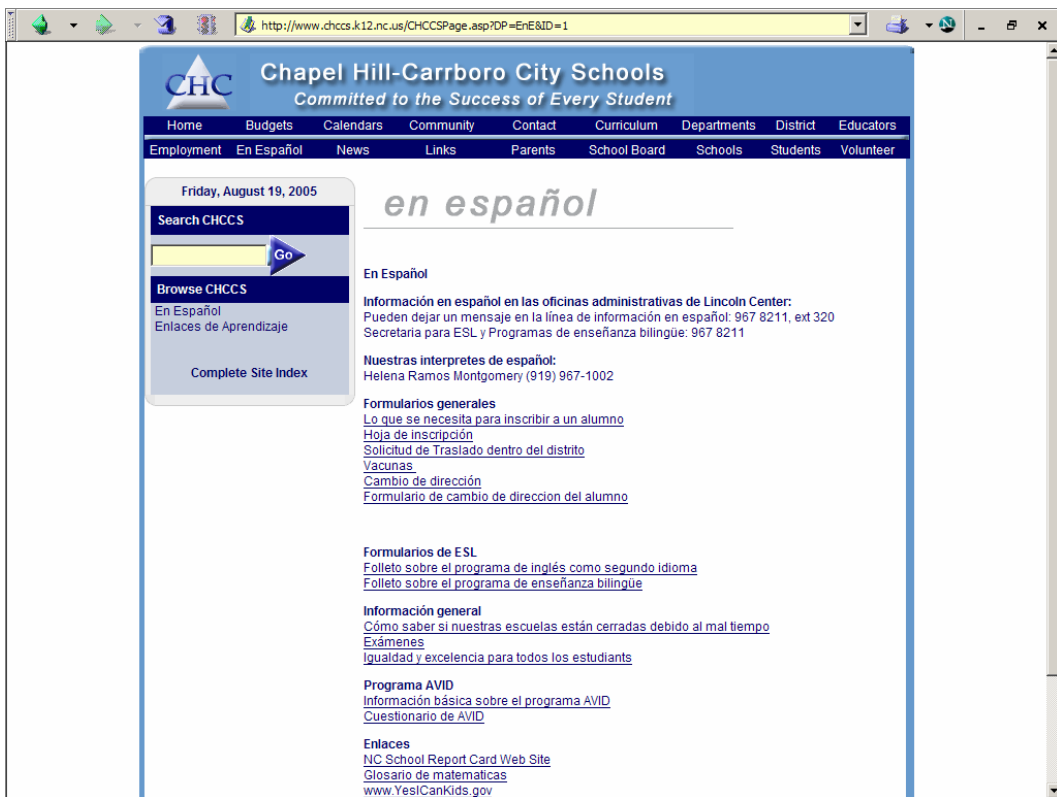 http://www.chccs.k12.nc.us/CHCCSPage.asp?DP=EnE&ID=1
CHC
Chapel Hill-Carrboro City Schools
Committed to the Success of Every Student
Home Budgets Calendars Community Contact Curriculum Departments District Educators
Employment En Español News Links Parents School Board Schools Students Volunteer
Friday, August 19, 2005
Search CHCCS
Go
Browse CHCCS
En Español
Enlaces de Aprendizaje
Complete Site Index
en español
En Español
Información en español en las oficinas administrativas de Lincoln Center:
Pueden dejar un mensaje en la línea de información en español: 967 8211, ext 320
Secretaria para ESL y Programas de enseñanza bilingüe: 967 8211
Nuestras interpretes de español:
Helena Ramos Montgomery (919) 967-1002
Formularios generales
Lo que se necesita para inscribir a un alumno
Hoja de inscripción
Solicitud de Traslado dentro del distrito
Vacunas
Cambio de dirección
Formulario de cambio de direccion del alumno
Formularios de ESL
Folleto sobre el programa de inglés como segundo idioma
Folleto sobre el programa de enseñanza bilingüe
Información general
Cómo saber si nuestras escuelas están cerradas debido al mal tiempo
Exámenes
Igualdad y excelencia para todos los estudiants
Programa AVID
Información básica sobre el programa AVID
Cuestionario de AVID
Enlaces
NC School Report Card Web Site
Glosario de matematicas
www.YesICanKids.gov